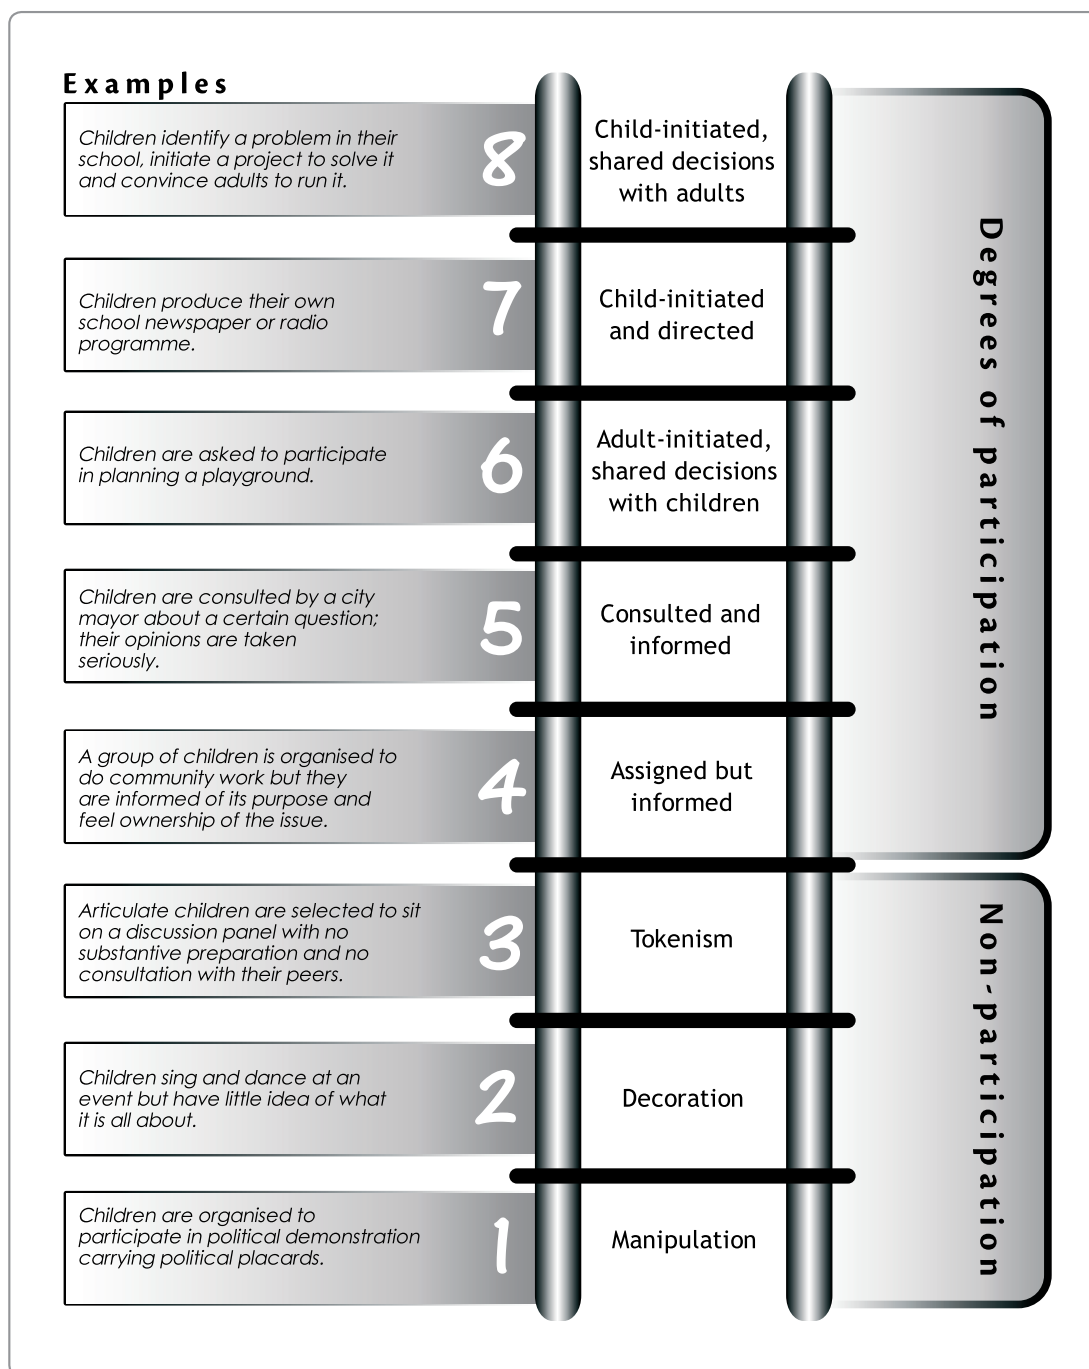 Examples
Children identify a problem in their
school, initiate a project to solve it
and convince adults to run it.
8
Child-initiated,
shared decisions
with adults
Children produce their own
school newspaper or radio
programme.
7
Child-initiated
and directed
Children are asked to participate
in planning a playground.
6
Adult-initiated,
shared decisions
with children
Children are consulted by a city
mayor about a certain question;
their opinions are taken
seriously.
5
Consulted and
informed
A group of children is organised to
do community work but they
are informed of its purpose and
feel ownership of the issue.
4
Assigned but
informed
Degrees of participation
Articulate children are selected to sit
on a discussion panel with no
substantive preparation and no
consultation with their peers.
3
Tokenism
Children sing and dance at an
event but have little idea of what
it is all about.
2
Decoration
Children are organised to
participate in political demonstration
carrying political placards.
1
Manipulation
Non-participation